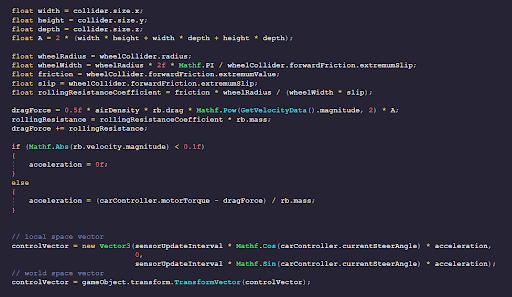 float width = collider.size.x;
float height = collider.size.y;
float depth = collider.size.z;
float A = 2 * (width * height + width * depth + height * depth);
float wheelRadius = wheelCollider.radius;
float wheelWidth = wheelRadius * 2f * Mathf.PI / wheelCollider.forwardFriction.extremumSlip;
float friction = wheelCollider.forwardFriction.extremumValue;
float slip = wheelCollider.forwardFriction.extremumSlip;
float rollingResistanceCoefficient = friction * wheelRadius / (wheelWidth * slip);
dragForce = 0.5f * airDensity * rb.drag * Mathf.Pow(GetVelocityData().magnitude, 2) * A;
rollingResistance = rollingResistanceCoefficient * rb.mass;
dragForce += rollingResistance;
if (Mathf.Abs(rb.velocity.magnitude) < 0.1f)
{
acceleration = 0f;
}
else
{
acceleration = (carController.motorTorque - dragForce) / rb.mass;
}
// local space vector
controlVector = new Vector3(sensorUpdateInterval * Mathf.Cos(carController.currentSteerAngle) * acceleration,
0,
sensorUpdateInterval * Mathf.Sin(carController.currentSteerAngle) * acceleration);
// world space vector
controlVector = gameObject.transform.TransformVector(controlVector);